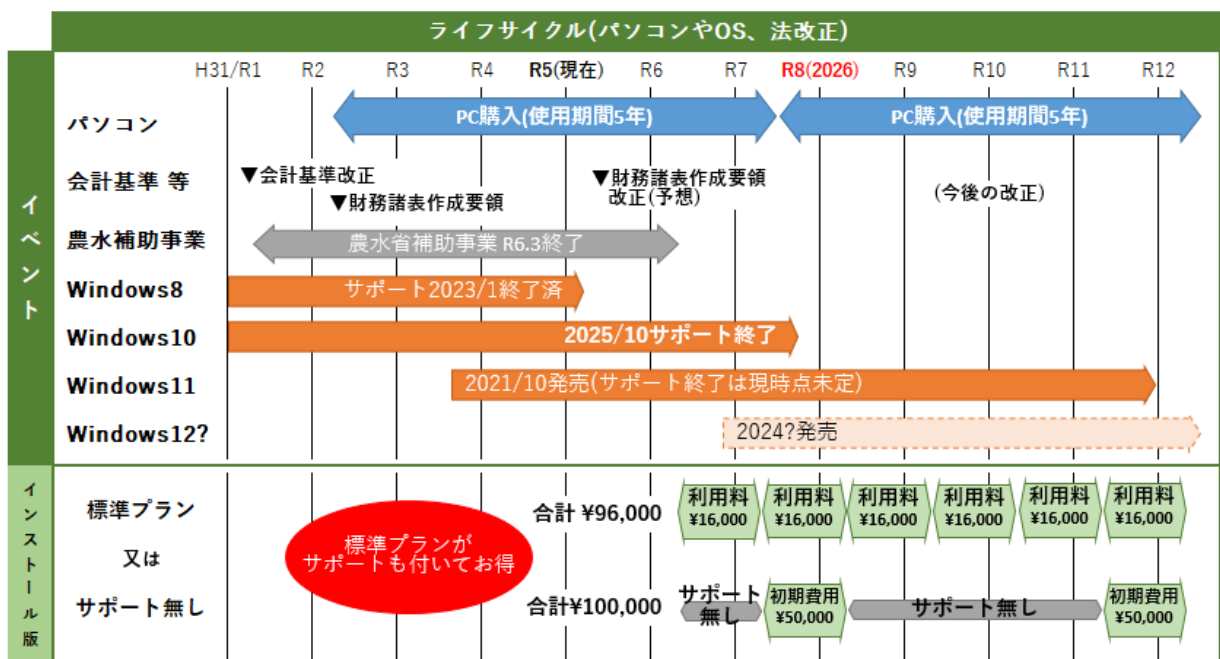 ライフサイクル(パソコンやOS、法改正)
H31/R1 R2 R3 R4 R5(現在) R6 R7 R8(2026) R9 R10 R11 R12
イベント
パソコン
PC購入(使用期間5年)
PC購入(使用期間5年)
会計基準 等
▼会計基準改正
▼財務諸表作成要領
▼財務諸表作成要領
改正(予想)
(今後の改正)
農水補助事業
農水省補助事業 R6.3終了
Windows8
サポート2023/1終了済
Windows10
2025/10サポート終了
Windows11
2021/10発売(サポート終了は現時点未定)
Windows12?
2024?発売
インストール版
標準プラン
又は
サポート無し
標準プランが
サポートも付いてお得
合計 ¥96,000
利用料 利用料 利用料 利用料 利用料 利用料
¥16,000 ¥16,000 ¥16,000 ¥16,000 ¥16,000 ¥16,000
合計¥100,000
サポート
無し
初期費用
¥50,000
サポート無し
初期費用
¥50,000